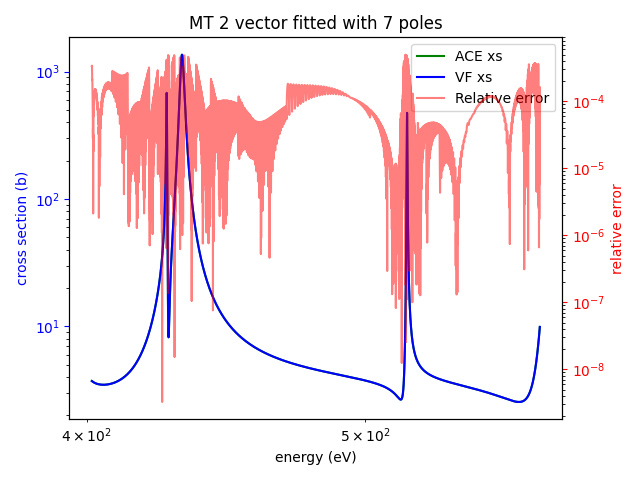 MT 2 vector fitted with 7 poles
ACE xs
VF xs
Relative error
10³
10²
10¹
cross section (b)
10⁻⁴
10⁻⁵
10⁻⁶
10⁻⁷
10⁻⁸
relative error
4 × 10²
5 × 10²
energy (eV)